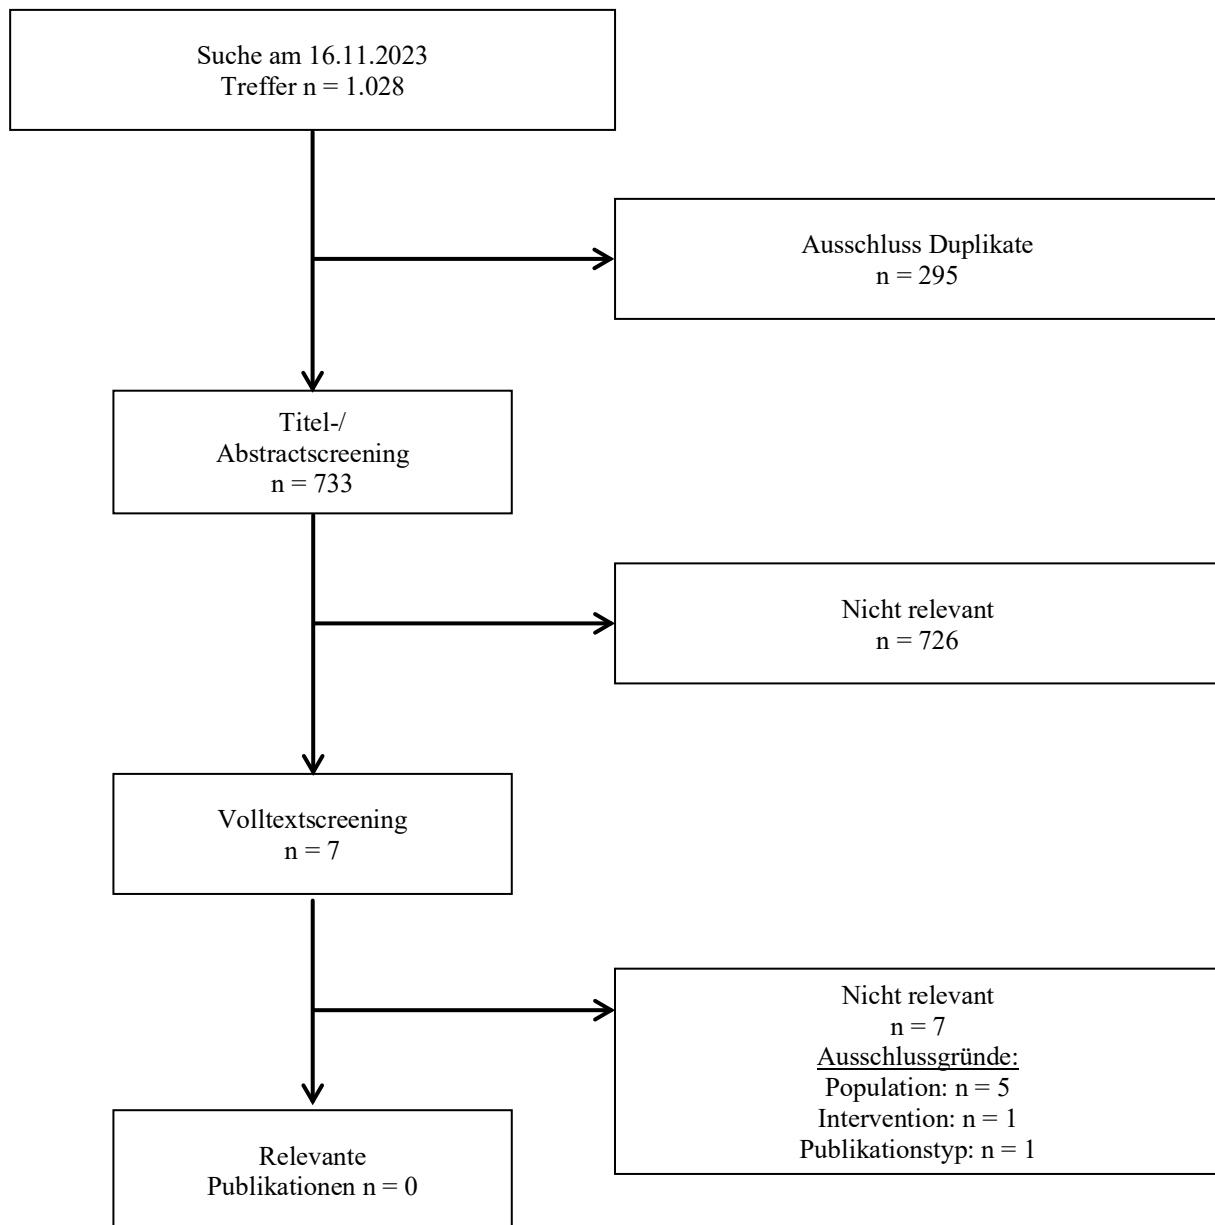 Suche am 16.11.2023
Treffer n = 1.028
Ausschluss Duplikate
n = 295
Titel-/
Abstractscreening
n = 733
Nicht relevant
n = 726
Volltextscreening
n = 7
Nicht relevant
n = 7
Ausschlussgründe:
Population: n = 5
Intervention: n = 1
Publikationstyp: n = 1
Relevante
Publikationen n = 0